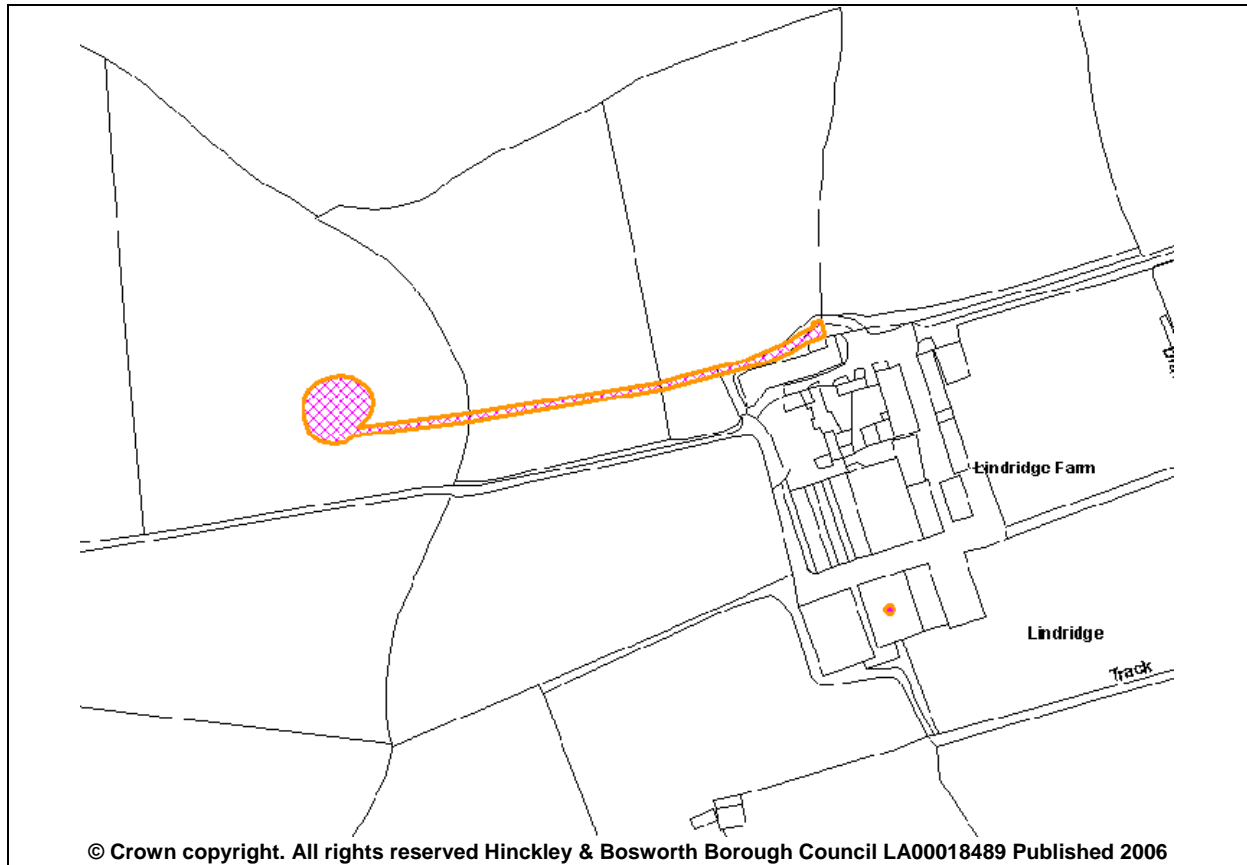 Lindridge Farm
Lindridge
Track
© Crown copyright. All rights reserved Hinckley & Bosworth Borough Council LA00018489 Published 2006